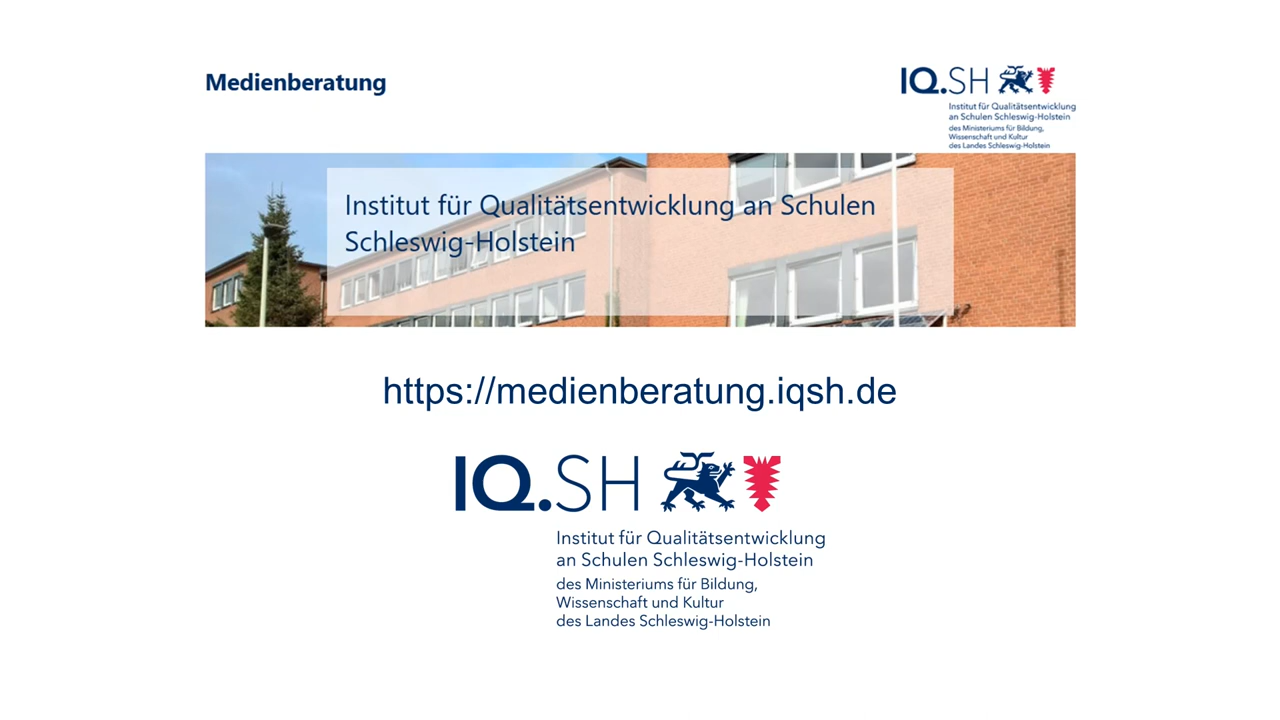 Medienberatung
IQ.SH
Institut für Qualitätsentwicklung
an Schulen Schleswig-Holstein
des Ministeriums für Bildung,
Wissenschaft und Kultur
des Landes Schleswig-Holstein
Institut für Qualitätsentwicklung an Schulen
Schleswig-Holstein
https://medienberatung.iqsh.de
IQ.SH
Institut für Qualitätsentwicklung
an Schulen Schleswig-Holstein
des Ministeriums für Bildung,
Wissenschaft und Kultur
des Landes Schleswig-Holstein